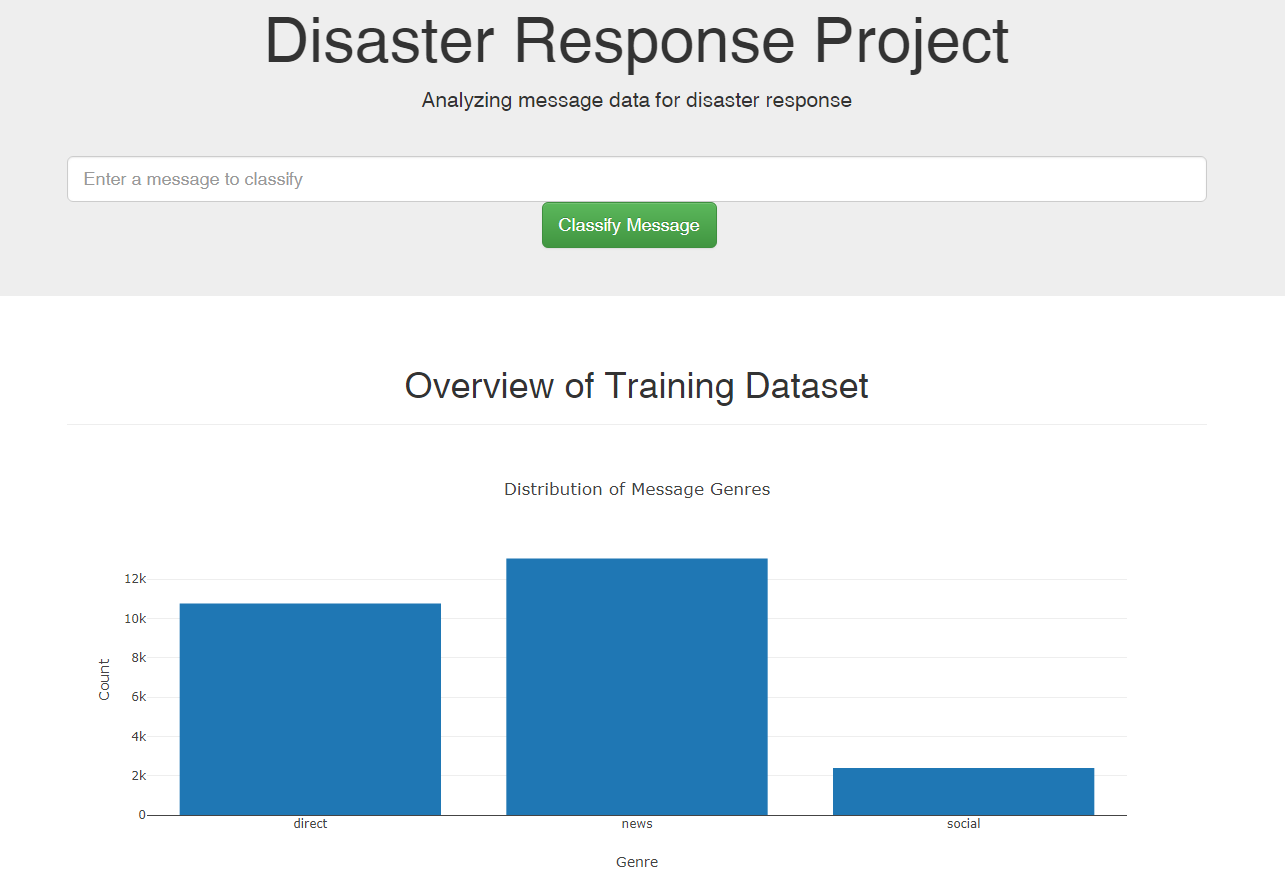 Disaster Response Project
Analyzing message data for disaster response
Enter a message to classify
Classify Message
Overview of Training Dataset
Distribution of Message Genres
12k
10k
8k
6k
4k
2k
0
Count
direct
news
social
Genre